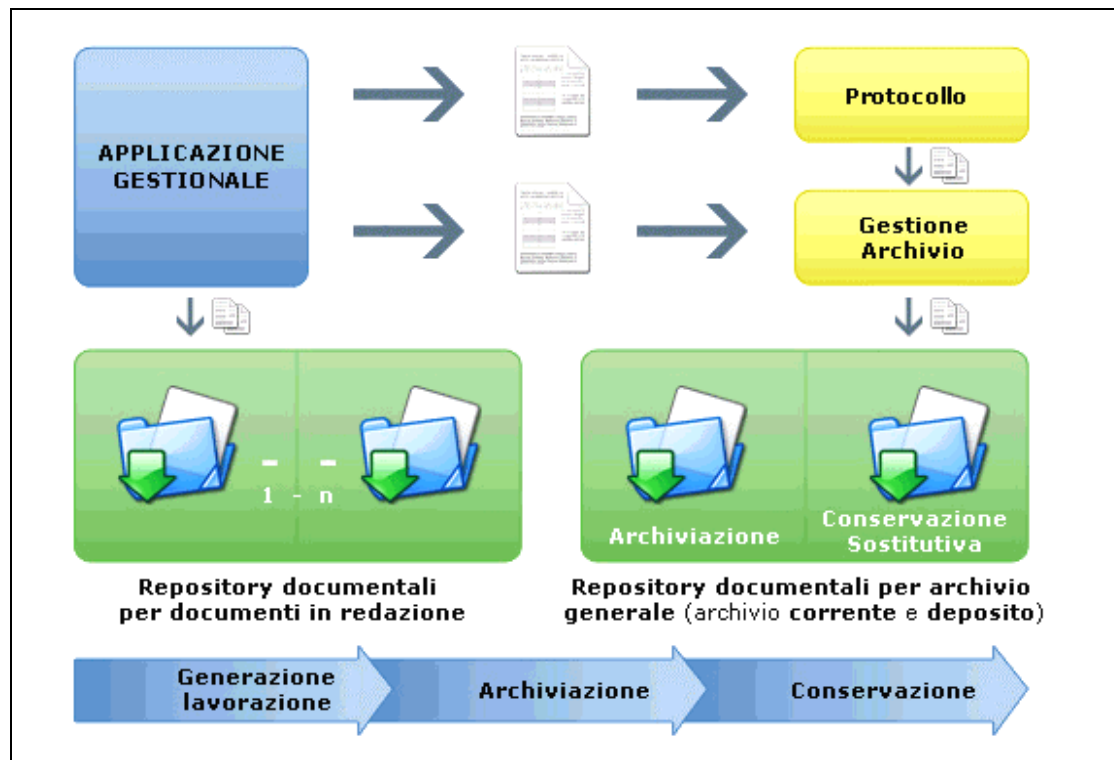 APPLICAZIONE
GESTIONALE
Protocollo
Gestione
Archivio
1 - n
Archiviazione
Conservazione
Sostitutiva
Repository documentali
per documenti in redazione
Repository documentali per archivio
generale (archivio corrente e deposito)
Generazione
lavorazione
Archiviazione
Conservazione